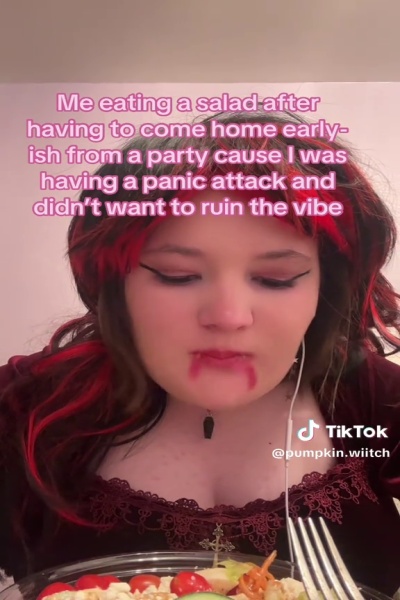 Me eating a salad after
having to come home early-
ish from a party cause I was
having a panic attack and
didn't want to ruin the vibe
TikTok
@pumpkin.wiitch